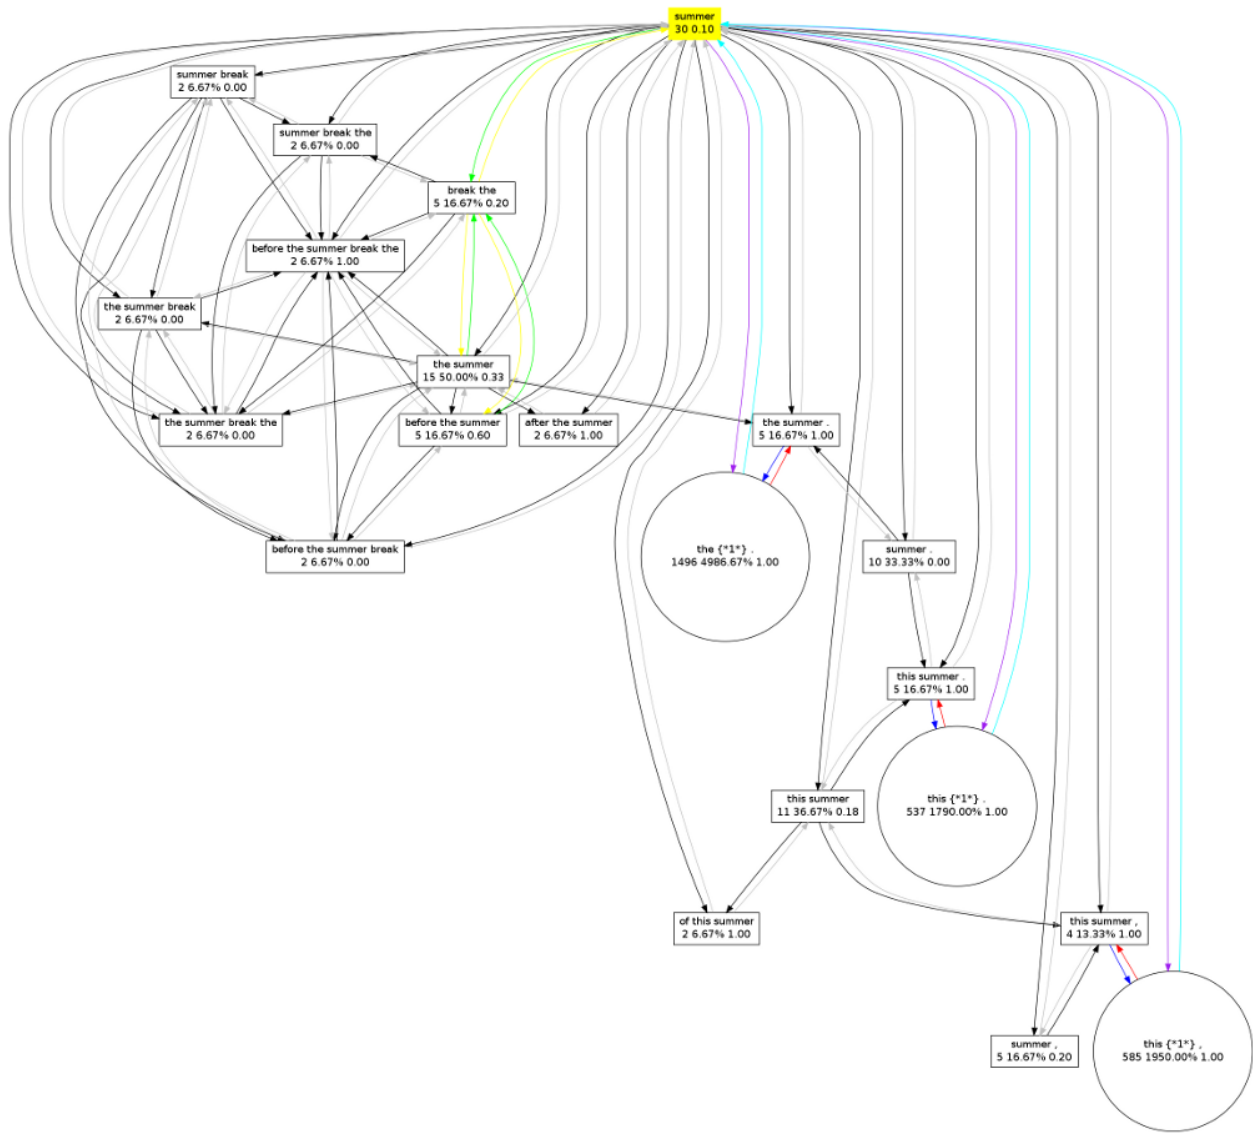 summer
30 0.10
summer break
2 6.67% 0.00
summer break the
2 6.67% 0.00
break the
5 16.67% 0.20
before the summer break the
2 6.67% 1.00
the summer break
2 6.67% 0.00
the summer
15 50.00% 0.33
the summer break the
2 6.67% 0.00
before the summer
5 16.67% 0.60
after the summer
2 6.67% 1.00
the summer .
5 16.67% 1.00
before the summer break
2 6.67% 0.00
the {*1*} .
1496 4986.67% 1.00
summer .
10 33.33% 0.00
this summer .
5 16.67% 1.00
this summer
11 36.67% 0.18
this {*1*} .
537 1790.00% 1.00
of this summer
2 6.67% 1.00
this summer ,
4 13.33% 1.00
summer ,
5 16.67% 0.20
this {*1*} ,
585 1950.00% 1.00